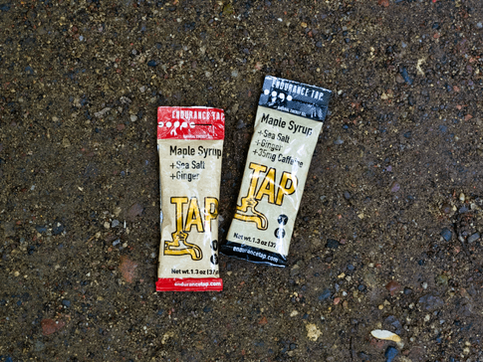 ENDURANCE TAP
Maple Syrup
+Sea Salt
+Ginger
TAP
Net wt. 1.3 oz
endurancetap.com
ENDURANCE TAP
Maple Syrup
+Sea Salt
+Ginger
+35mg Caffeine
TAP
Net wt. 1.3 oz
endurancetap.com